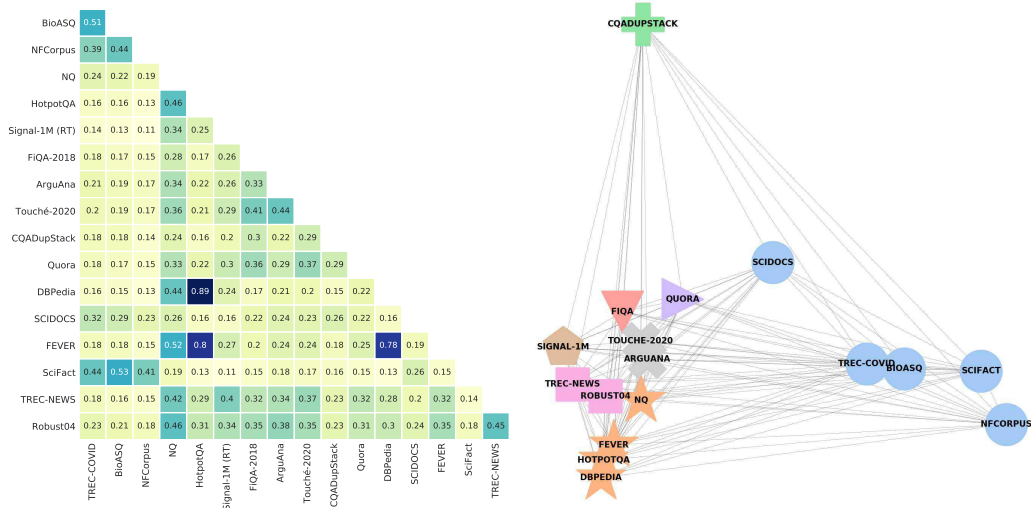 BioASQ 0.51
NFCorpus 0.39 0.44
NQ 0.24 0.22 0.19
HotpotQA 0.16 0.16 0.13 0.46
Signal-1M (RT) 0.14 0.13 0.11 0.34 0.25
FiQA-2018 0.18 0.17 0.15 0.28 0.17 0.26
ArguAna 0.21 0.19 0.17 0.34 0.22 0.26 0.33
Touché-2020 0.2 0.19 0.17 0.36 0.21 0.29 0.41 0.44
CQADupStack 0.18 0.18 0.14 0.24 0.16 0.2 0.3 0.22 0.29
Quora 0.18 0.17 0.15 0.33 0.22 0.3 0.36 0.29 0.37 0.29
DBPedia 0.16 0.15 0.13 0.44 0.89 0.24 0.17 0.21 0.2 0.15 0.22
SCIDOCS 0.32 0.29 0.23 0.26 0.16 0.16 0.22 0.24 0.23 0.26 0.22 0.16
FEVER 0.18 0.18 0.15 0.52 0.8 0.27 0.2 0.24 0.24 0.18 0.25 0.78 0.19
SciFact 0.44 0.53 0.41 0.19 0.13 0.11 0.15 0.18 0.17 0.16 0.15 0.13 0.26 0.15
TREC-NEWS 0.18 0.16 0.15 0.42 0.29 0.4 0.32 0.34 0.37 0.23 0.32 0.28 0.2 0.32 0.14
Robust04 0.23 0.21 0.18 0.46 0.31 0.34 0.35 0.38 0.35 0.23 0.31 0.3 0.24 0.35 0.18 0.45
TREC-COVID
BioASQ
NFCorpus
NQ
HotpotQA
Signal-1M (RT)
FiQA-2018
ArguAna
Touché-2020
CQADupStack
Quora
DBPedia
SCIDOCS
FEVER
SciFact
TREC-NEWS
CQADUPSTACK
SCIDOCS
QUORA
FIQA
TOUCHE-2020
SIGNAL-1M
ARGUANA
TREC-COVID
BIOASQ
SCIFACT
TREC-NEWS
ROBUST04
NQ
NFCORPUS
FEVER
HOTPOTQA
DBPEDIA